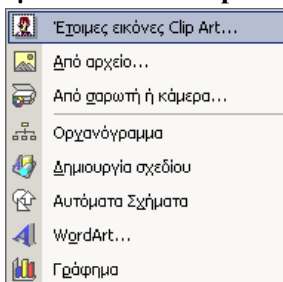 Έτοιμες εικόνες Clip Art...
Από αρχείο...
Από σαρωτή ή κάμερα...
Οργανόγραμμα
Δημιουργία σχεδίου
Αυτόματα Σχήματα
WordArt...
Γράφημα